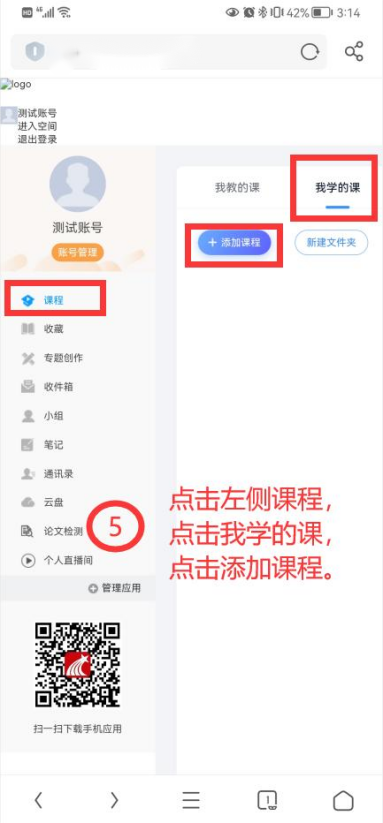 HD 4G 42% 3:14
logo
测试账号
进入空间
退出登录
测试账号
账号管理
我教的课
我学的课
+ 添加课程
新建文件夹
课程
收藏
专题创作
收件箱
小组
笔记
通讯录
云盘
论文检测
个人直播间
管理应用
5
点击左侧课程，
点击我学的课，
点击添加课程。
扫一扫下载手机应用
1